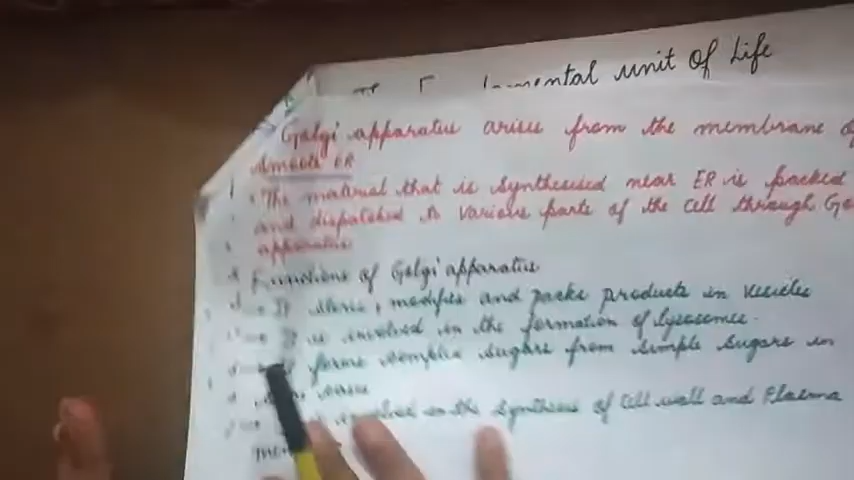 unit of Life
Golgi apparatus arises from the membrane of
smooth ER
The material that is synthesised near ER is packed
and dispatched to various parts of the cell through Go
apparatus
Functions of Golgi apparatus
It stores, modifies and packs products in vesicles
It is involved in the formation of lysosomes.
It forms complex sugars from simple sugars in
involved in the synthesis of cell wall and Plasma